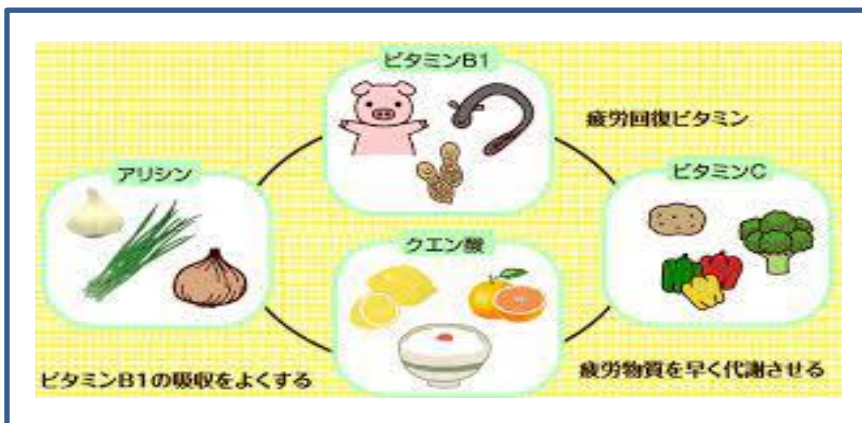 ビタミンB1
疲労回復ビタミン
アリシン
ビタミンC
クエン酸
ビタミンB1の吸収をよくする
疲労物質を早く代謝させる